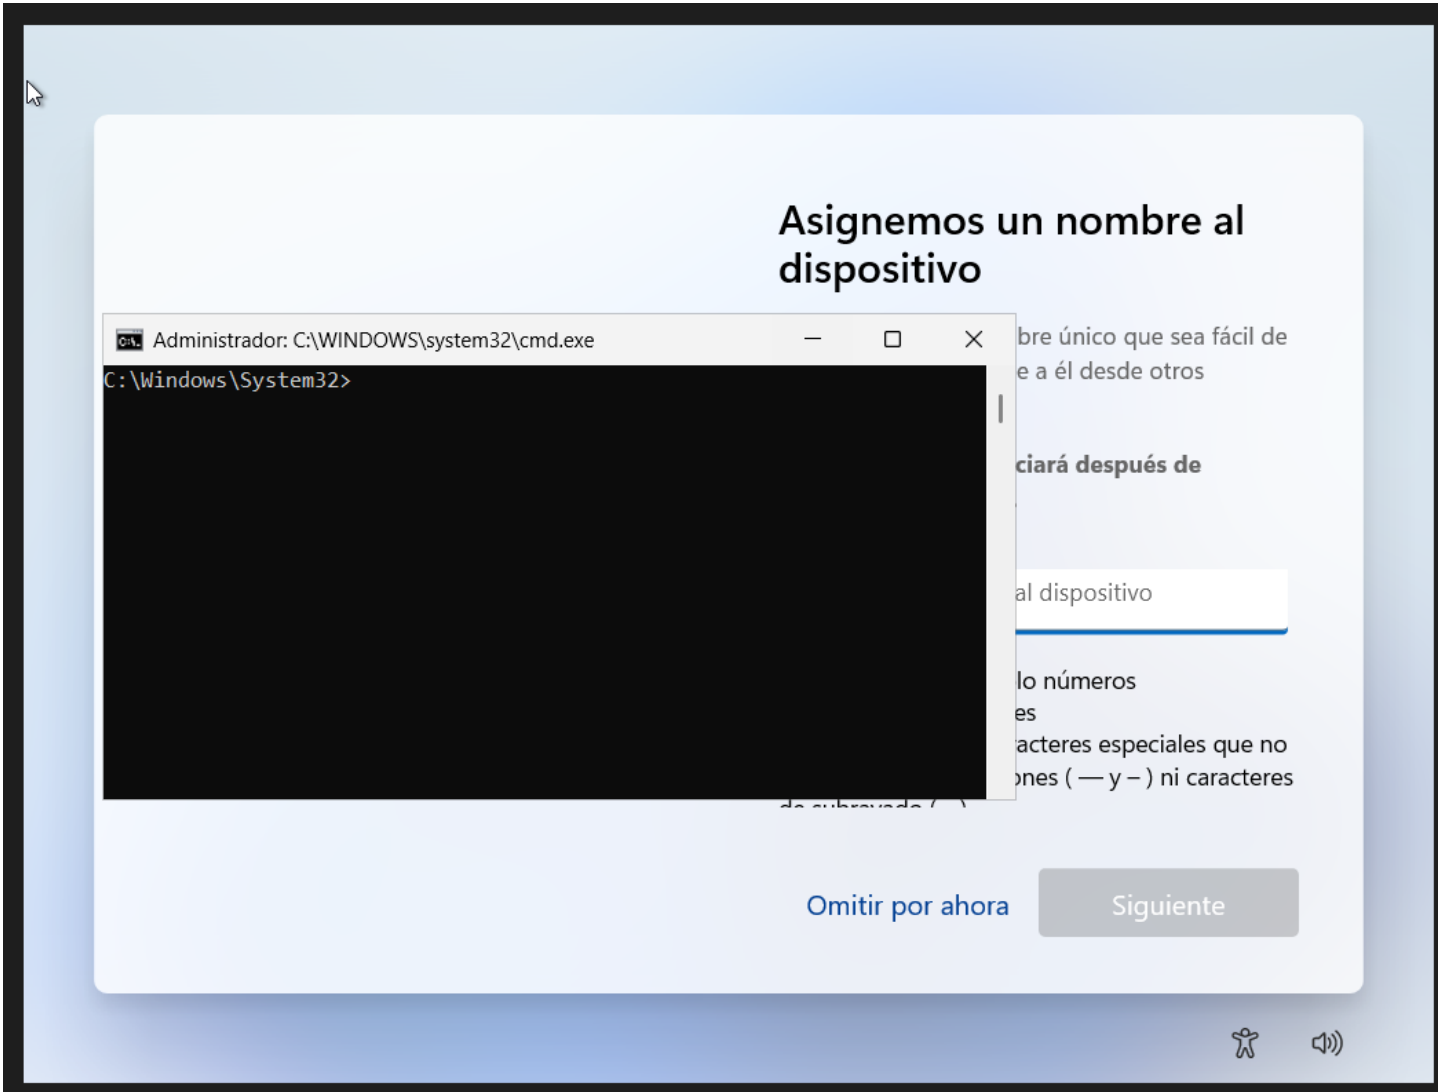 Asignemos un nombre al
dispositivo
Administrador: C:\WINDOWS\system32\cmd.exe
C:\Windows\System32>
bre único que sea fácil de
e a él desde otros
ciará después de
al dispositivo
lo números
es
acteres especiales que no
ones ( — y – ) ni caracteres
de subrayado ( _ )
Omitir por ahora
Siguiente